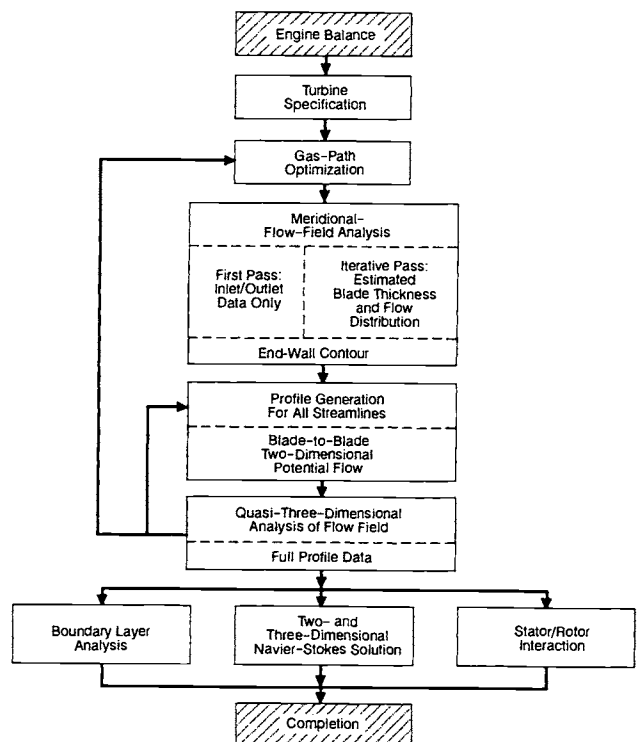 Engine Balance
Turbine
Specification
Gas-Path
Optimization
Meridional-
Flow-Field Analysis
First Pass:
Inlet/Outlet
Data Only
Iterative Pass:
Estimated
Blade Thickness
and Flow
Distribution
End-Wall Contour
Profile Generation
For All Streamlines
Blade-to-Blade
Two-Dimensional
Potential Flow
Quasi-Three-Dimensional
Analysis of Flow Field
Full Profile Data
Boundary Layer
Analysis
Two- and
Three-Dimensional
Navier-Stokes Solution
Stator/Rotor
Interaction
Completion